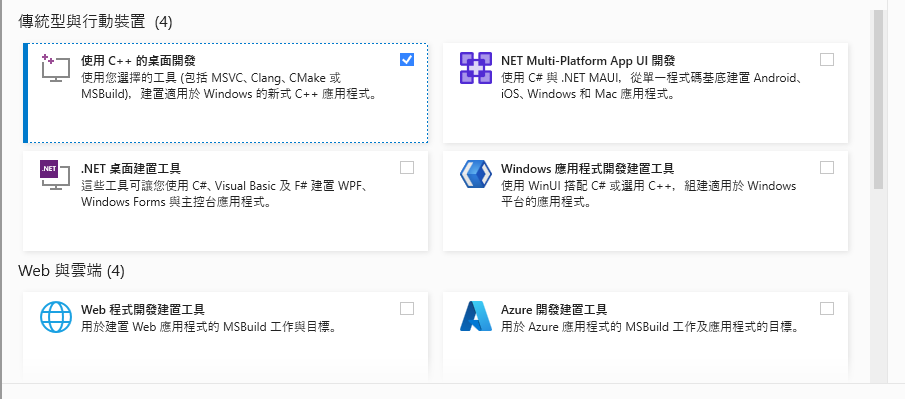 傳統型與行動裝置 (4)
使用 C++ 的桌面開發
使用您選擇的工具 (包括 MSVC、Clang、CMake 或
MSBuild)，建置適用於 Windows 的新式 C++ 應用程式。
.NET Multi-Platform App UI 開發
使用 C# 與 .NET MAUI，從單一程式碼基底建置 Android、
iOS、Windows 和 Mac 應用程式。
.NET
.NET 桌面建置工具
這些工具可讓您使用 C#、Visual Basic 及 F# 建置 WPF、
Windows Forms 與主控台應用程式。
Windows 應用程式開發建置工具
使用 WinUI 搭配 C# 或選用 C++，組建適用於 Windows
平台的應用程式。
Web 與雲端 (4)
Web 程式開發建置工具
用於建置 Web 應用程式的 MSBuild 工作與目標。
Azure 開發建置工具
用於 Azure 應用程式的 MSBuild 工作及應用程式的目標。